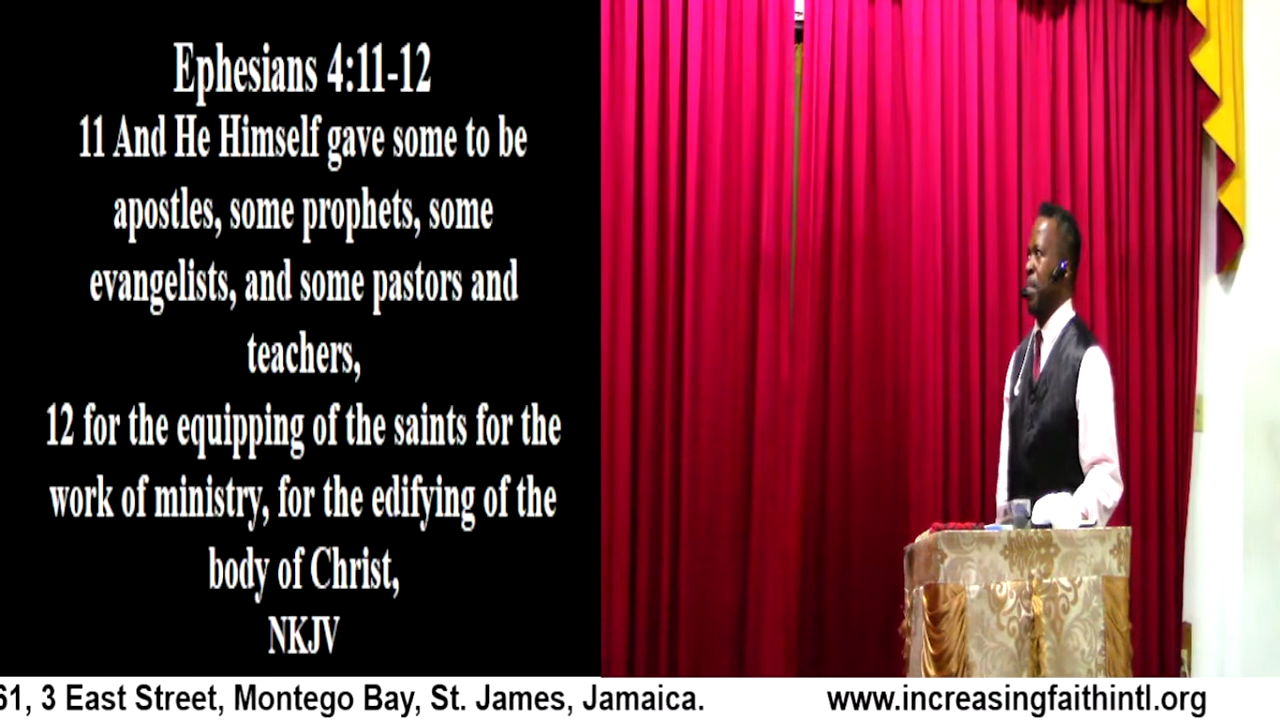 Ephesians 4:11-12
11 And He Himself gave some to be
apostles, some prophets, some
evangelists, and some pastors and
teachers,
12 for the equipping of the saints for the
work of ministry, for the edifying of the
body of Christ,
NKJV
61, 3 East Street, Montego Bay, St. James, Jamaica. www.increasingfaithintl.org